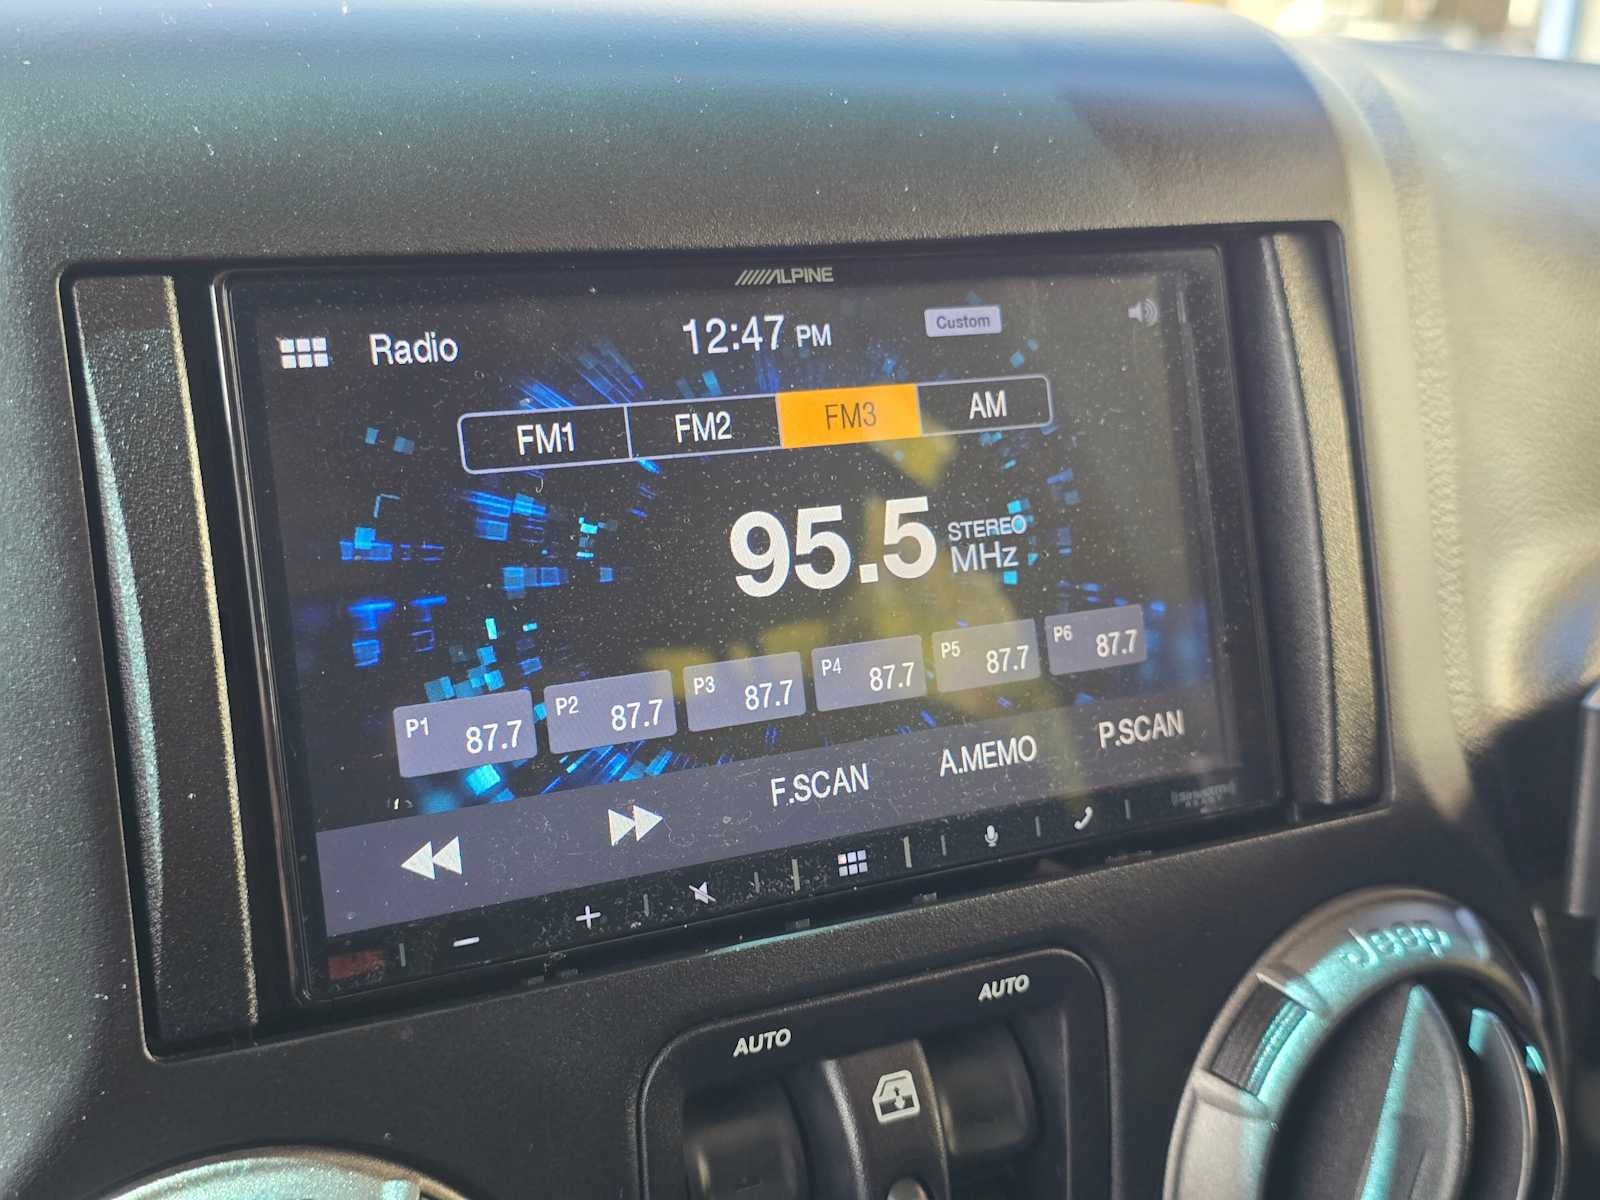 ALPINE
Radio
12:47 PM
Custom
FM1
FM2
FM3
AM
95.5
STEREO
MHz
P1 87.7
P2 87.7
P3 87.7
P4 87.7
P5 87.7
P6 87.7
F.SCAN
A.MEMO
P.SCAN
AUTO
AUTO
Jeep